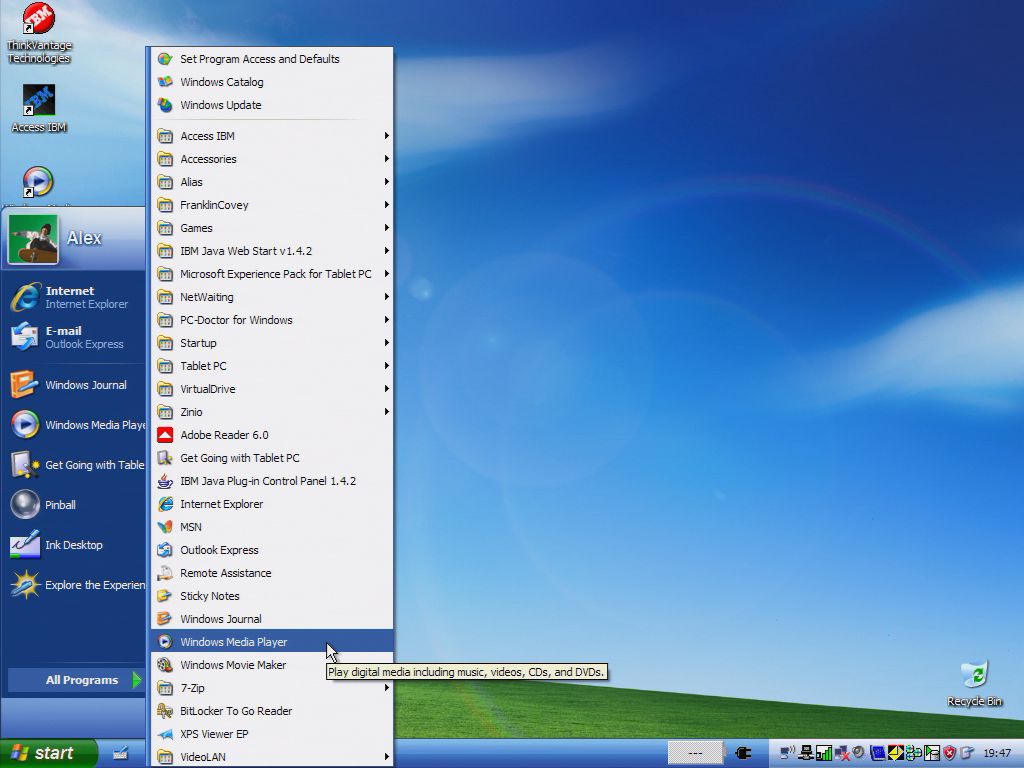 IBM
ThinkVantage
Technologies
IBM
Access IBM
Set Program Access and Defaults
Windows Catalog
Windows Update
Access IBM
Accessories
Alias
FranklinCovey
Games
IBM Java Web Start v1.4.2
Microsoft Experience Pack for Tablet PC
NetWaiting
PC-Doctor for Windows
Startup
Tablet PC
VirtualDrive
Zinio
Adobe Reader 6.0
Get Going with Tablet PC
IBM Java Plug-in Control Panel 1.4.2
Internet Explorer
MSN
Outlook Express
Remote Assistance
Sticky Notes
Windows Journal
Windows Media Player
Windows Movie Maker
7-Zip
BitLocker To Go Reader
XPS Viewer EP
VideoLAN
Play digital media including music, videos, CDs, and DVDs.
Alex
Internet
Internet Explorer
E-mail
Outlook Express
Windows Journal
Windows Media Playe
Get Going with Table
Pinball
Ink Desktop
Explore the Experien
All Programs
Recycle Bin
start
---
19:47